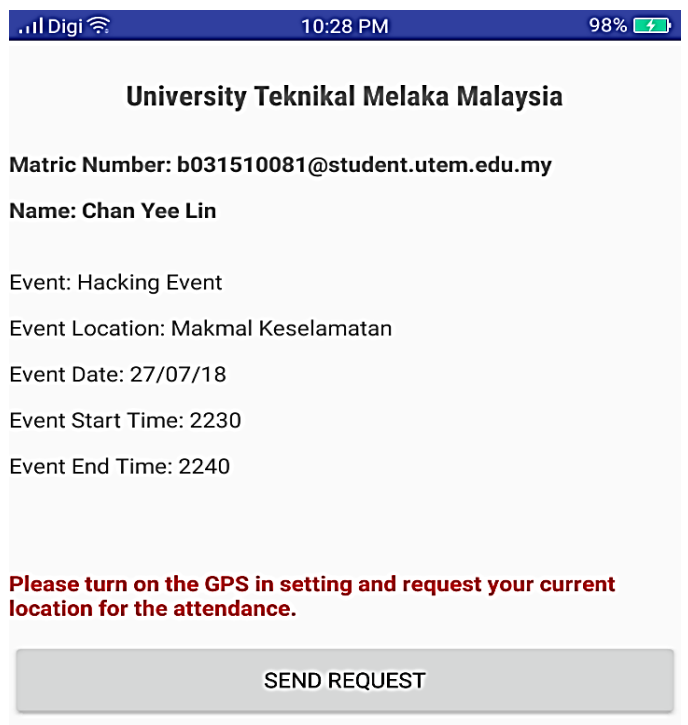 Digi 10:28 PM 98%
University Teknikal Melaka Malaysia
Matric Number: b031510081@student.utem.edu.my
Name: Chan Yee Lin
Event: Hacking Event
Event Location: Makmal Keselamatan
Event Date: 27/07/18
Event Start Time: 2230
Event End Time: 2240
Please turn on the GPS in setting and request your current
location for the attendance.
SEND REQUEST